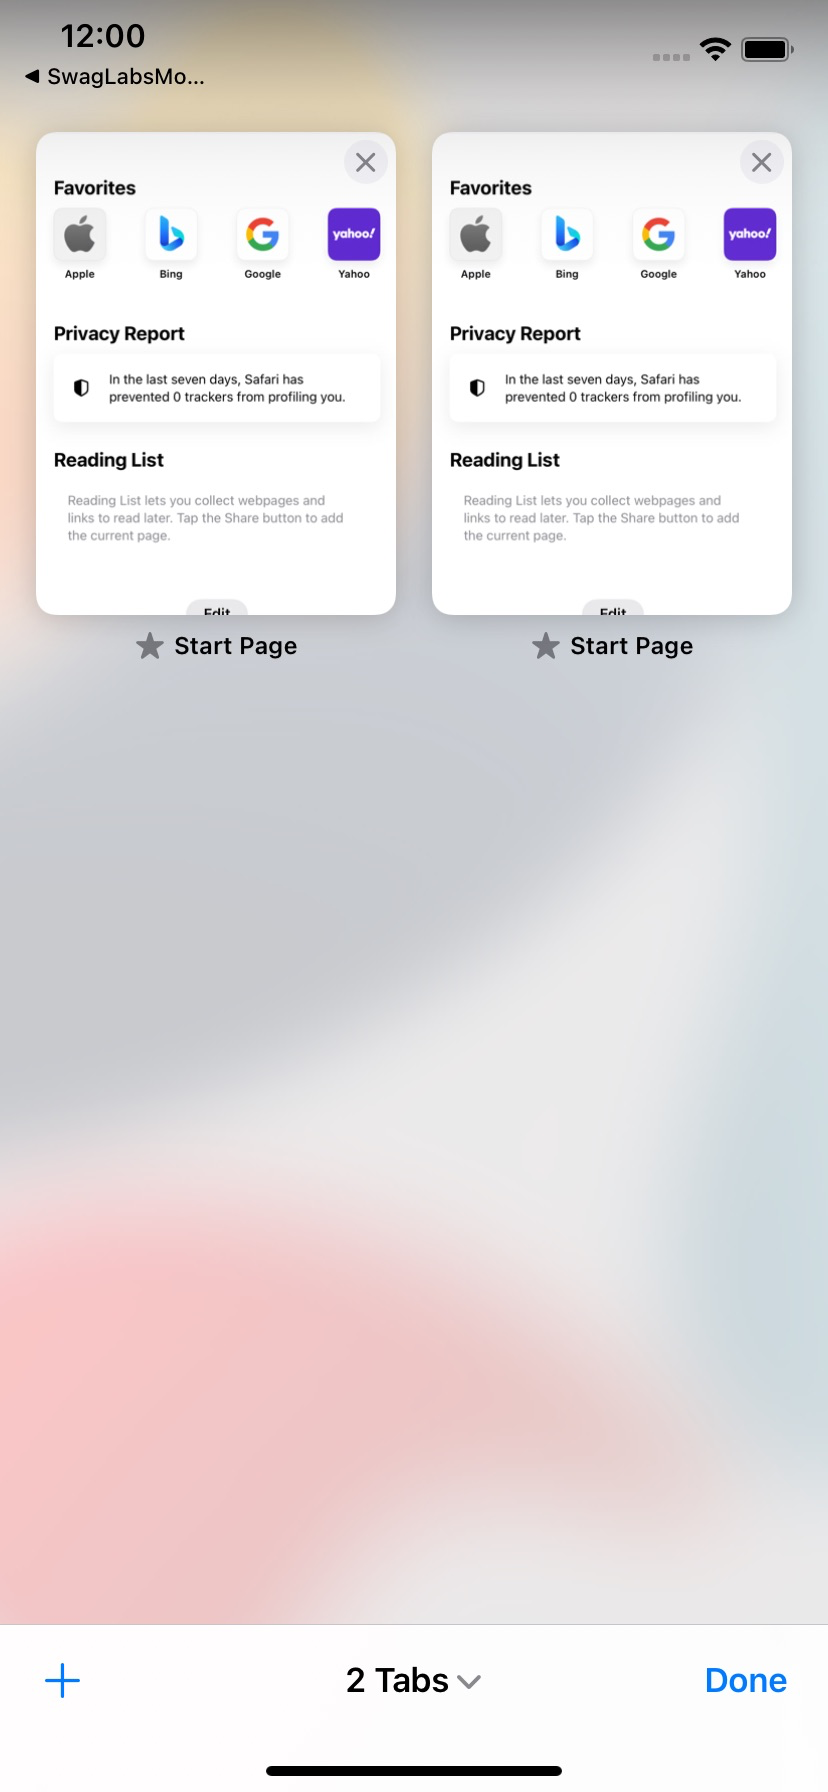 12:00
SwagLabsMo...
Favorites
yahoo!
Apple
Bing
Google
Yahoo
Privacy Report
In the last seven days, Safari has
prevented 0 trackers from profiling you.
Reading List
Reading List lets you collect webpages and
links to read later. Tap the Share button to add
the current page.
Edit
Start Page
Favorites
yahoo!
Apple
Bing
Google
Yahoo
Privacy Report
In the last seven days, Safari has
prevented 0 trackers from profiling you.
Reading List
Reading List lets you collect webpages and
links to read later. Tap the Share button to add
the current page.
Edit
Start Page
2 Tabs
Done